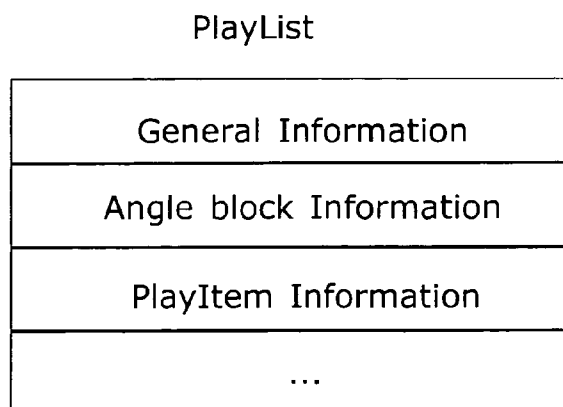 PlayList
General Information
Angle block Information
PlayItem Information
...